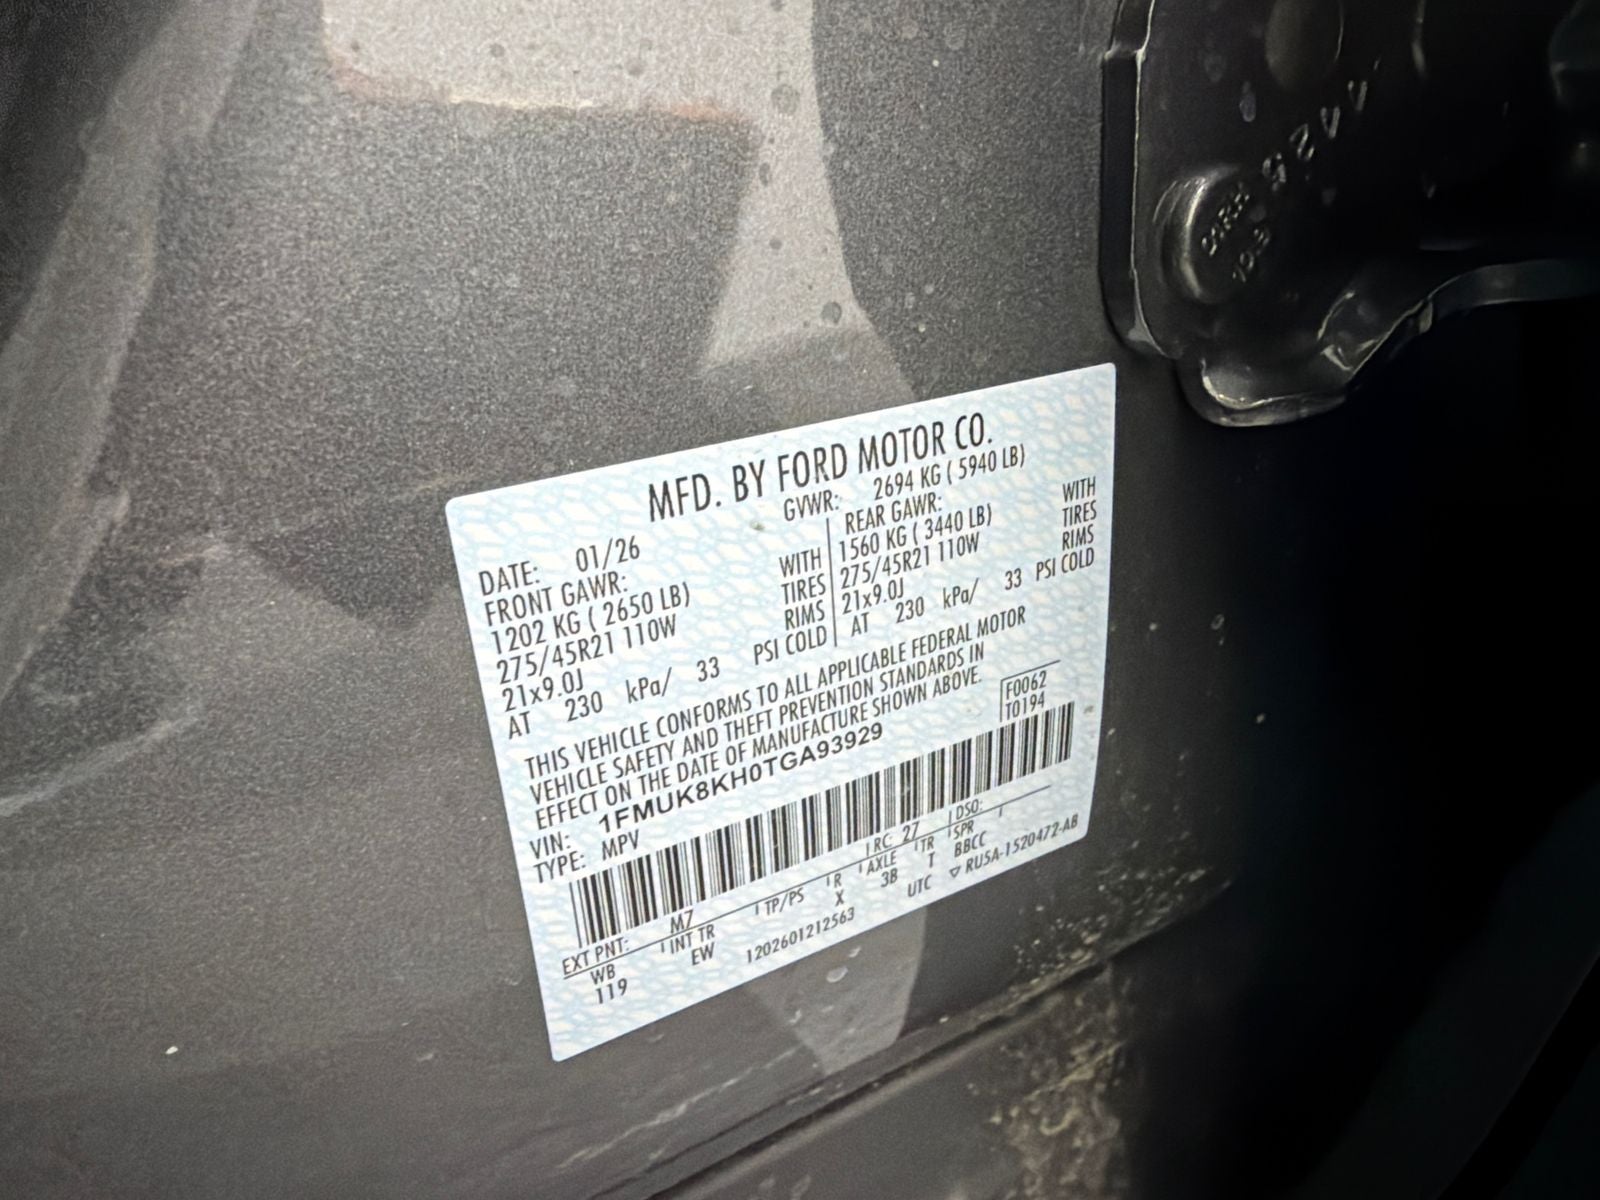 MFD. BY FORD MOTOR CO.
DATE: 01/26 GVWR: 2694 KG ( 5940 LB)
FRONT GAWR: REAR GAWR:
1202 KG ( 2650 LB) WITH 1560 KG ( 3440 LB) WITH
275/45R21 110W TIRES 275/45R21 110W TIRES
21x9.0J RIMS 21x9.0J RIMS
AT 230 kPa/ 33 PSI COLD AT 230 kPa/ 33 PSI COLD
THIS VEHICLE CONFORMS TO ALL APPLICABLE FEDERAL MOTOR
VEHICLE SAFETY AND THEFT PREVENTION STANDARDS IN
EFFECT ON THE DATE OF MANUFACTURE SHOWN ABOVE.
F0062
T0194
VIN: 1FMUK8KH0TGA93929
TYPE: MPV
EXT PNT: M7 RC: 27 DSO:
WB INT TR TP/PS R AXLE TR SPR
119 EW X 3B T BBCC
1202601212563 UTC ▽ RU5A-1520472-AB